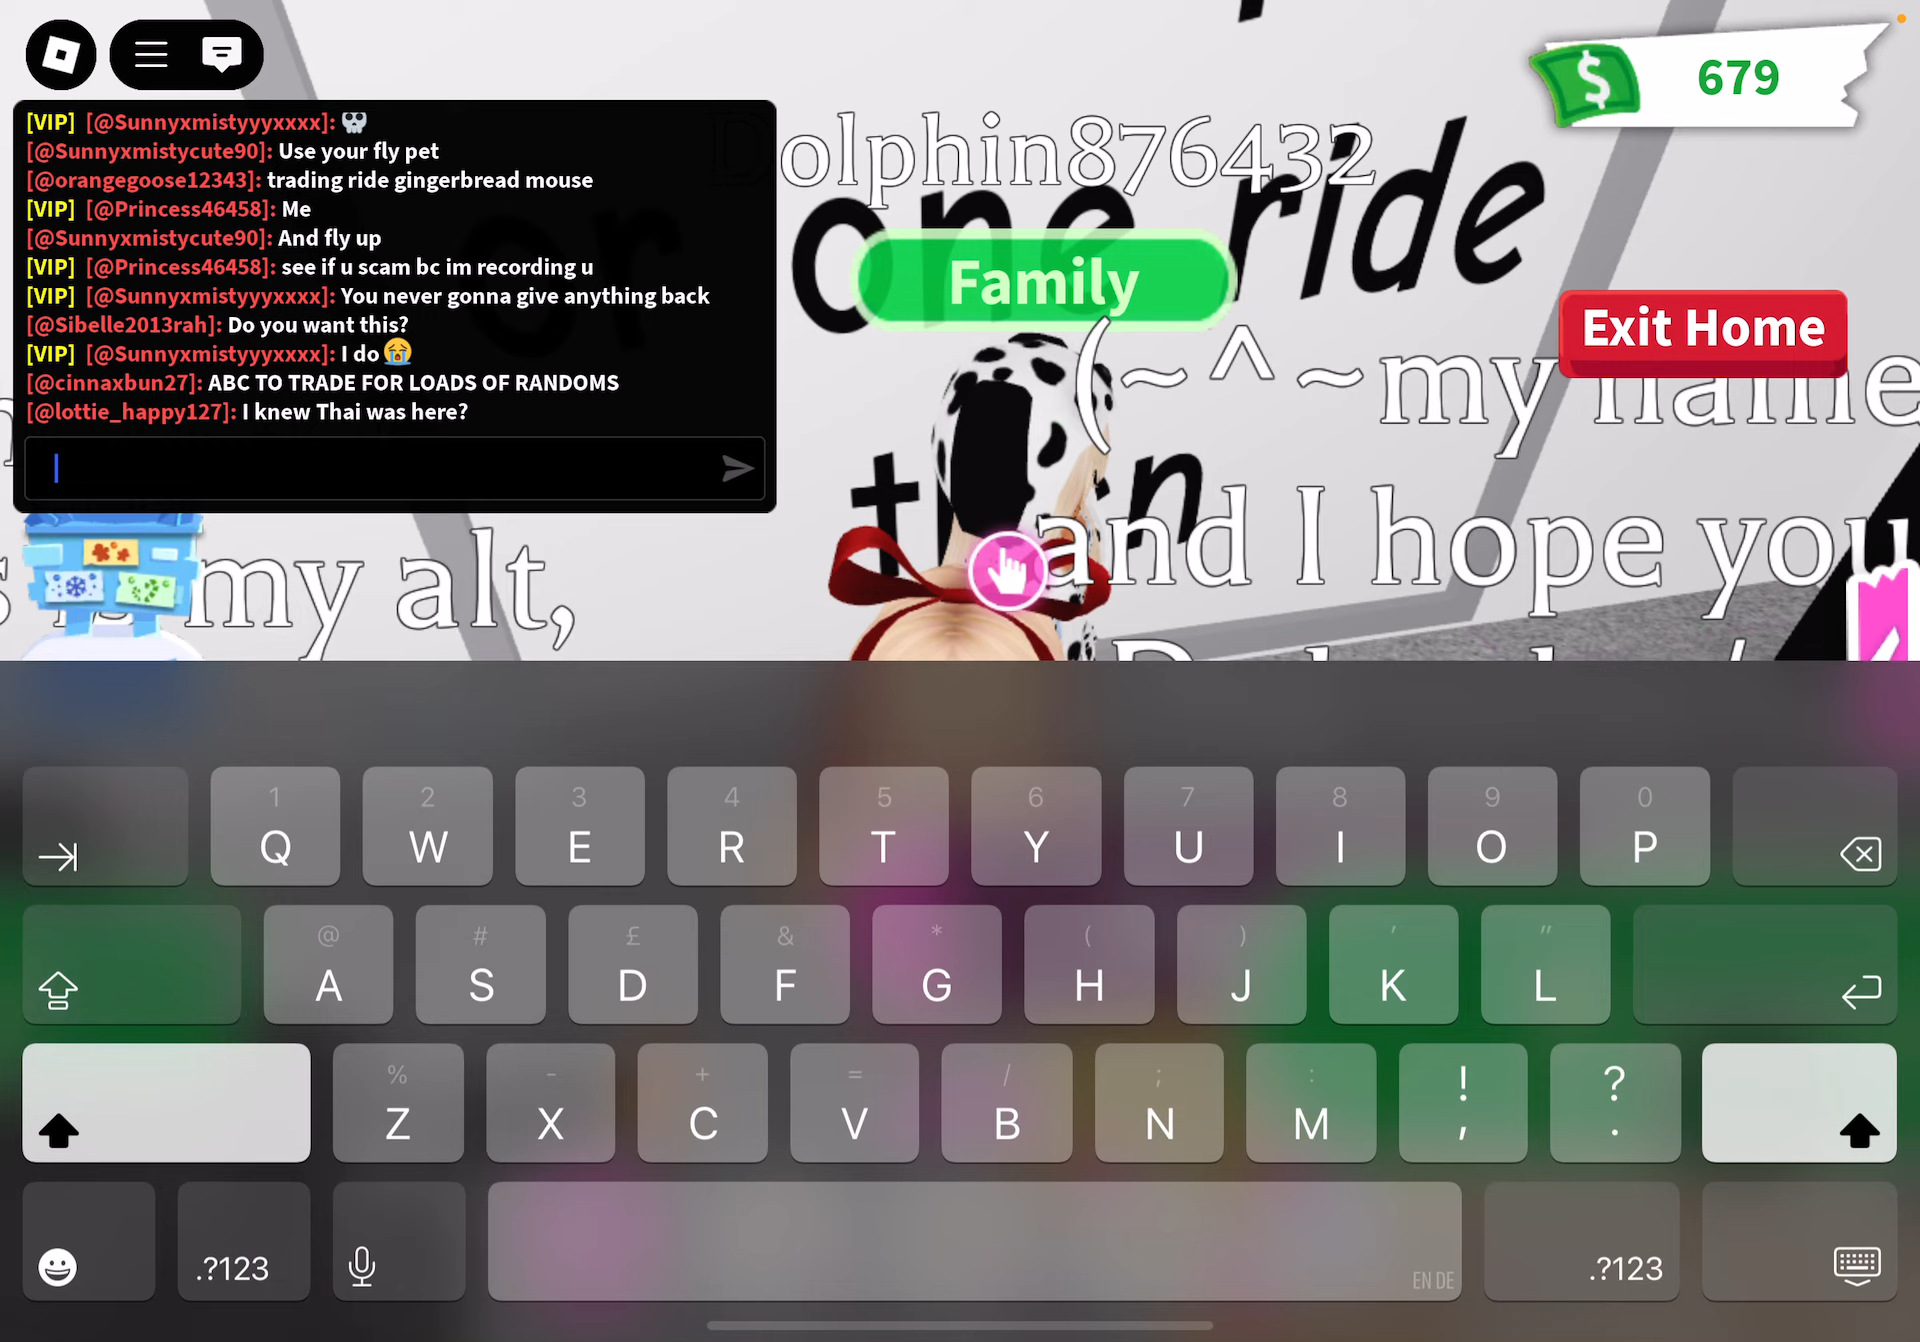 679
[VIP] [@Sunnyxmistyyyxxxx]: 💀
[@Sunnyxmistycute90]: Use your fly pet
[@orangegoose12343]: trading ride gingerbread mouse
[VIP] [@Princess46458]: Me
[@Sunnyxmistycute90]: And fly up
[VIP] [@Princess46458]: see if u scam bc im recording u
[VIP] [@Sunnyxmistyyyxxxx]: You never gonna give anything back
[@Sibelle2013rah]: Do you want this?
[VIP] [@Sunnyxmistyyyxxxx]: I do😭
[@cinnaxbun27]: ABC TO TRADE FOR LOADS OF RANDOMS
[@lottie_happy127]: I knew Thai was here?
Dolphin876432
or one ride
Family
Exit Home
(~^~my name
and I hope you
my alt,
1 2 3 4 5 6 7 8 9 0
Q W E R T Y U I O P
@ # £ & * ( ) ' "
A S D F G H J K L
% - + = / ; : ! ?
Z X C V B N M , .
.?123 EN DE .?123